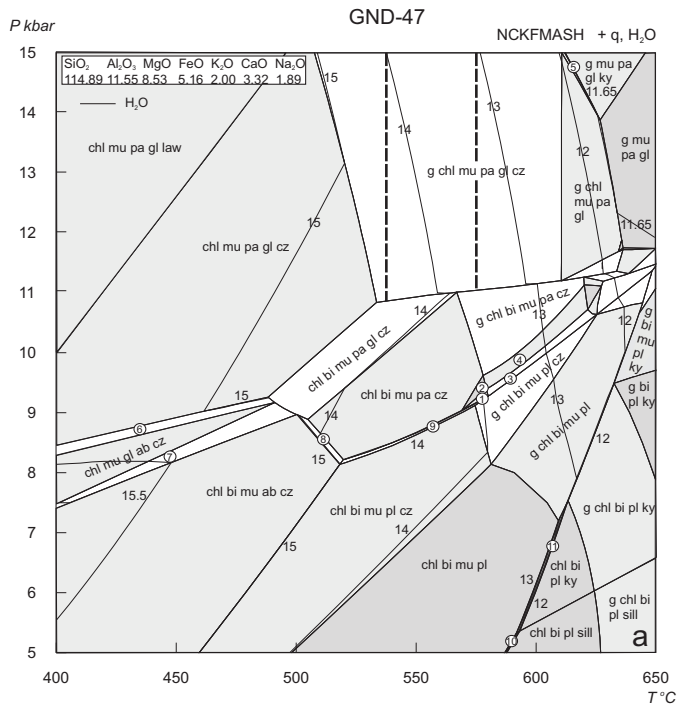 GND-47
P kbar
NCKFMASH + q, H₂O
SiO₂ Al₂O₃ MgO FeO K₂O CaO Na₂O
114.89 11.55 8.53 5.16 2.00 3.32 1.89
H₂O
15
14
13
12
11
10
9
8
7
6
5
400
450
500
550
600
650
T °C
chl mu pa gl law
chl mu pa gl cz
15
15
15
14
g chl mu pa gl cz
13
12
5
g mu pa
gl ky
11.65
g mu
pa gl
g chl
mu pa
gl
11.65
chl bi mu pa gl cz
14
g chl bi mu pa cz
13
chl bi mu pa cz
14
2
4
3
1
g chl bi mu pl cz
12
g
bi
mu
pl
ky
g bi
pl ky
6
chl mu gl ab cz
7
15.5
8
15
9
14
g chl bi mu pl
13
12
chl bi mu ab cz
15
chl bi mu pl cz
14
g chl bi pl ky
chl bi mu pl
11
13
12
chl bi
pl ky
10
chl bi pl sill
g chl bi
pl sill
a